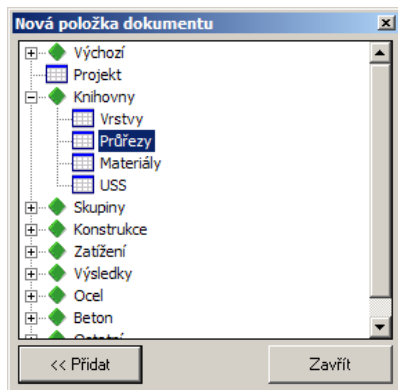 Nová položka dokumentu
Výchozí
Projekt
Knihovny
Vrstvy
Průřezy
Materiály
USS
Skupiny
Konstrukce
Zatížení
Výsledky
Ocel
Beton
<< Přidat
Zavřít